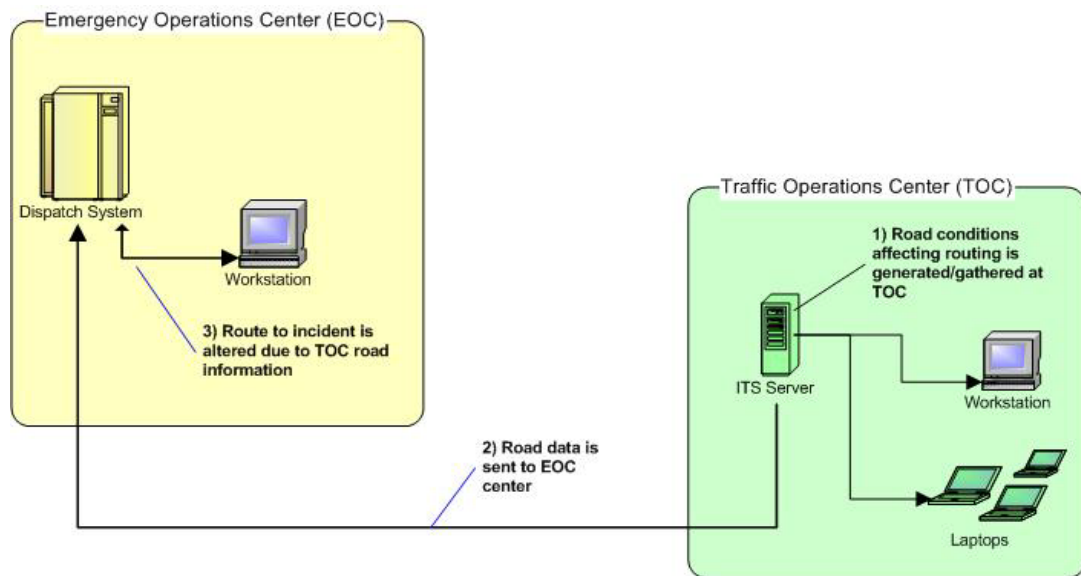 Emergency Operations Center (EOC)
Dispatch System
Workstation
3) Route to incident is
altered due to TOC road
information
Traffic Operations Center (TOC)
1) Road conditions
affecting routing is
generated/gathered at
TOC
ITS Server
Workstation
Laptops
2) Road data is
sent to EOC
center